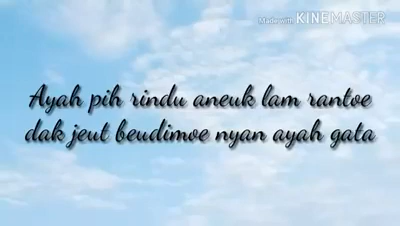 Made with KINEMASTER
Ayah pih rindu aneuk lam rantoe
dak jeut beudimoe nyan ayah gata